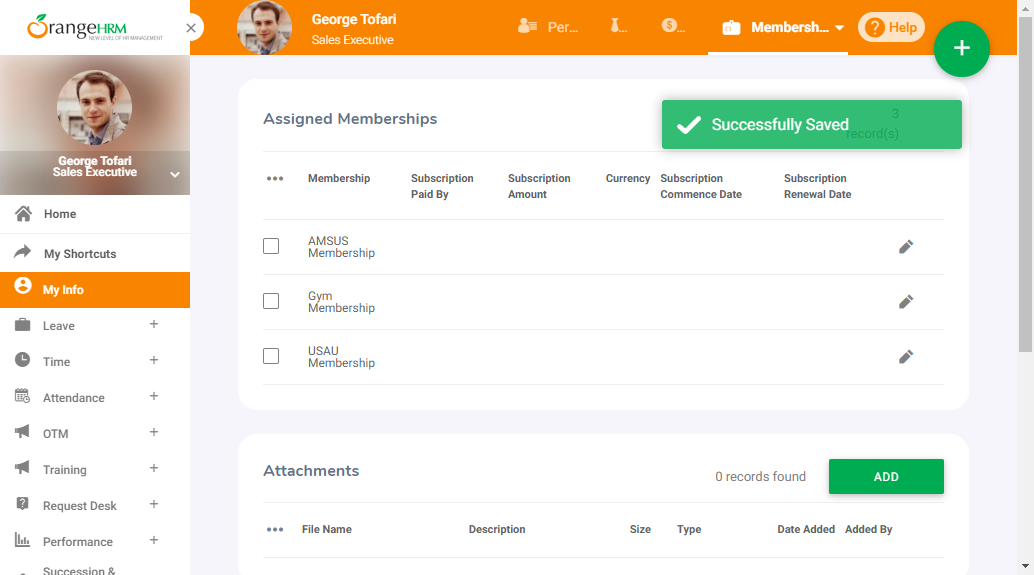 OrangeHRM
NEW LEVEL OF HR MANAGEMENT
George Tofari
Sales Executive
Home
My Shortcuts
My Info
Leave
Time
Attendance
OTM
Training
Request Desk
Performance
Succession &
George Tofari
Sales Executive
Per...
...
...
Membersh...
Help
Assigned Memberships
3
record(s)
Successfully Saved
Membership
Subscription
Paid By
Subscription
Amount
Currency
Subscription
Commence Date
Subscription
Renewal Date
AMSUS
Membership
Gym
Membership
USAU
Membership
Attachments
0 records found
ADD
File Name
Description
Size
Type
Date Added
Added By